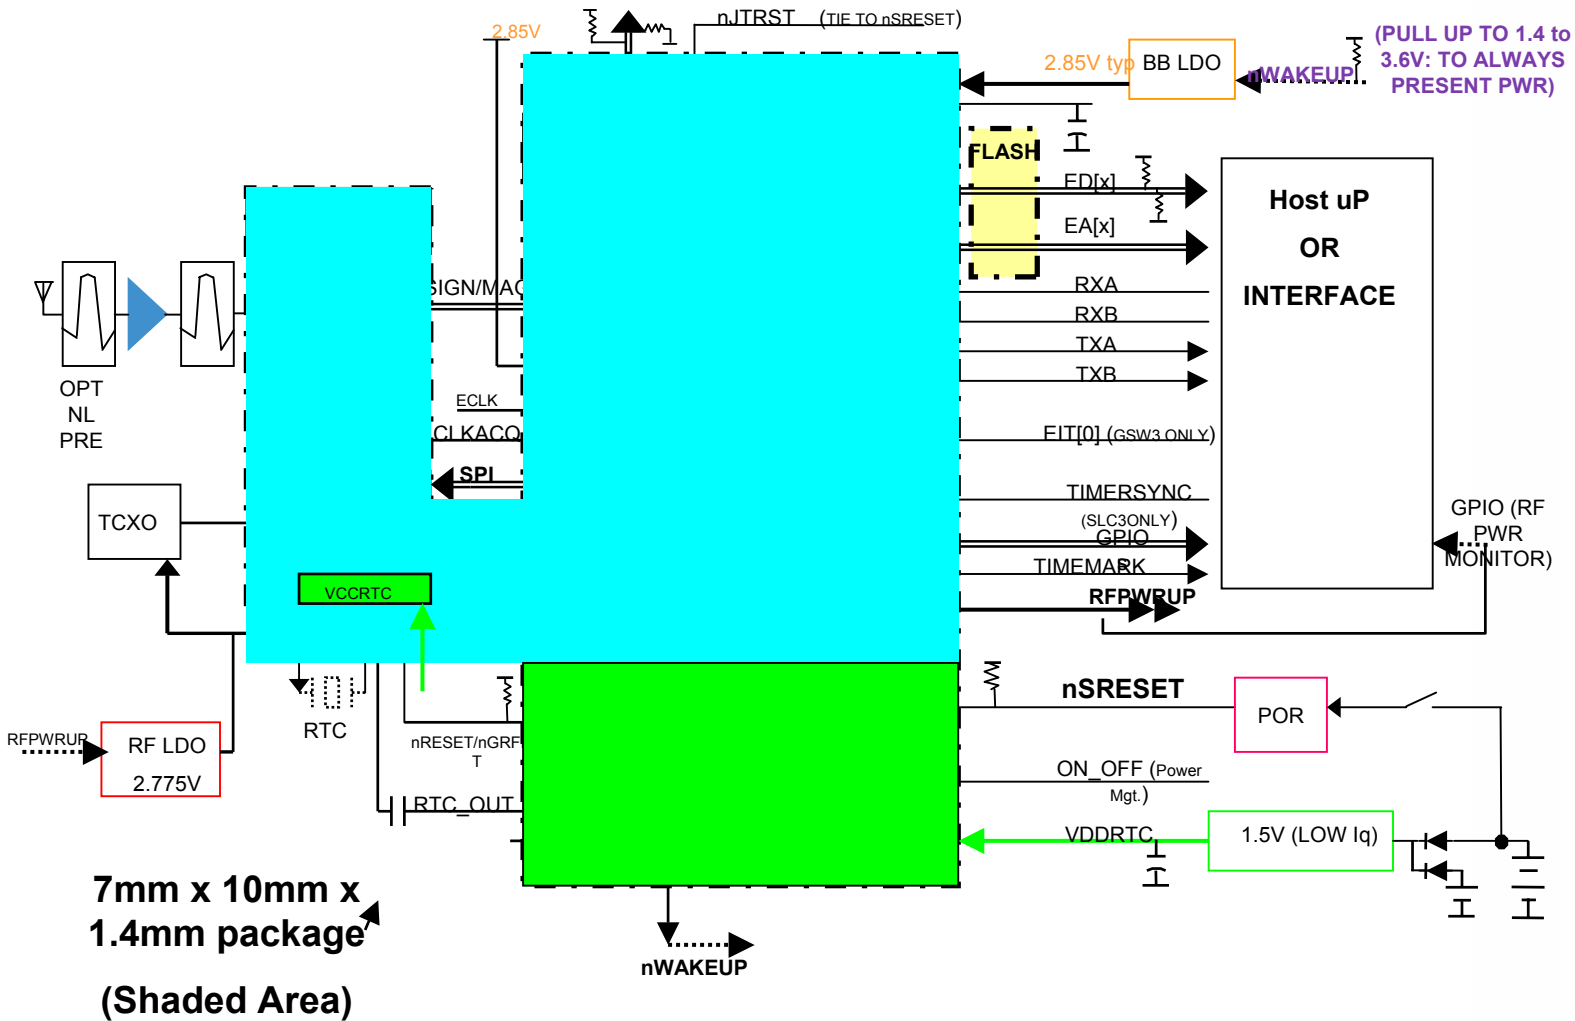 nJTRST (TIE TO nSRESET)
2.85V
2.85V typ
BB LDO
nWAKEUP
(PULL UP TO 1.4 to
3.6V: TO ALWAYS
PRESENT PWR)
FLASH
ED[x]
EA[x]
Host uP
OR
INTERFACE
SIGN/MAG
RXA
RXB
TXA
TXB
OPT
NL
PRE
ECLK
CLKACQ
EIT[0] (GSW3 ONLY)
SPI
TCXO
TIMERSYNC
(SLC3ONLY)
GPIO
GPIO (RF
PWR
MONITOR)
TIMEMARK
VCCRTC
RFPWRUP
RTC
nSRESET
POR
RFPWRUP
RF LDO
2.775V
nRESET/nGRF
T
ON_OFF (Power
Mgt.)
RTC_OUT
VDDRTC
1.5V (LOW Iq)
7mm x 10mm x
1.4mm package
(Shaded Area)
nWAKEUP